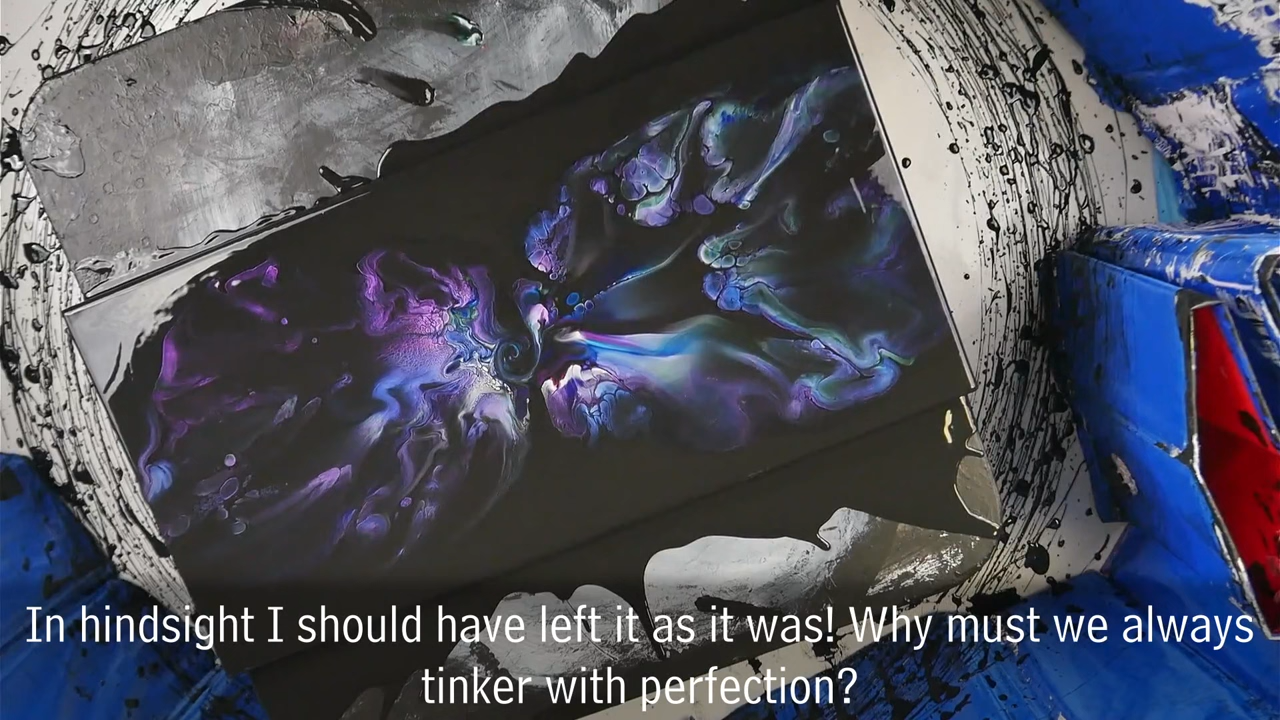 In hindsight I should have left it as it was! Why must we always
tinker with perfection?